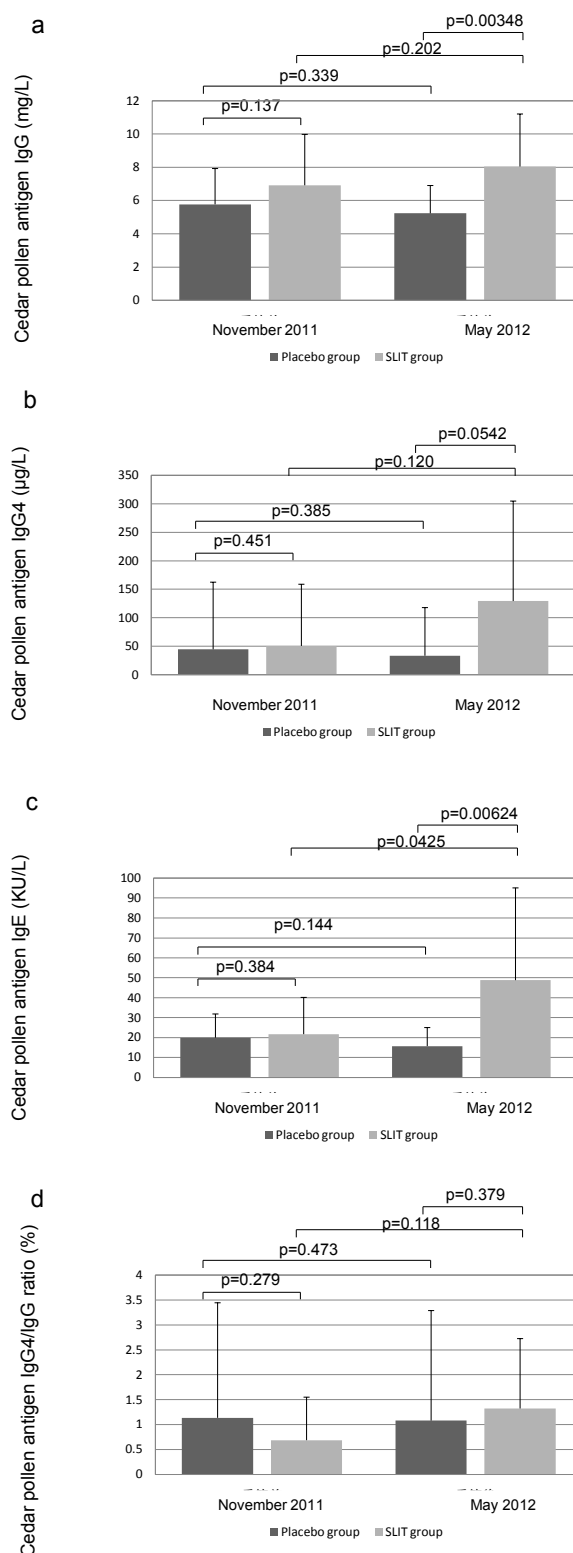 a
p=0.00348
p=0.202
p=0.339
p=0.137
Cedar pollen antigen IgG (mg/L)
12
10
8
6
4
2
0
November 2011 May 2012
Placebo group SLIT group
b
p=0.0542
p=0.120
p=0.385
p=0.451
Cedar pollen antigen IgG4 (µg/L)
350
300
250
200
150
100
50
0
November 2011 May 2012
Placebo group SLIT group
c
p=0.00624
p=0.0425
p=0.144
p=0.384
Cedar pollen antigen IgE (KU/L)
100
90
80
70
60
50
40
30
20
10
0
November 2011 May 2012
Placebo group SLIT group
d
p=0.379
p=0.118
p=0.473
p=0.279
Cedar pollen antigen IgG4/IgG ratio (%)
4
3.5
3
2.5
2
1.5
1
0.5
0
November 2011 May 2012
Placebo group SLIT group